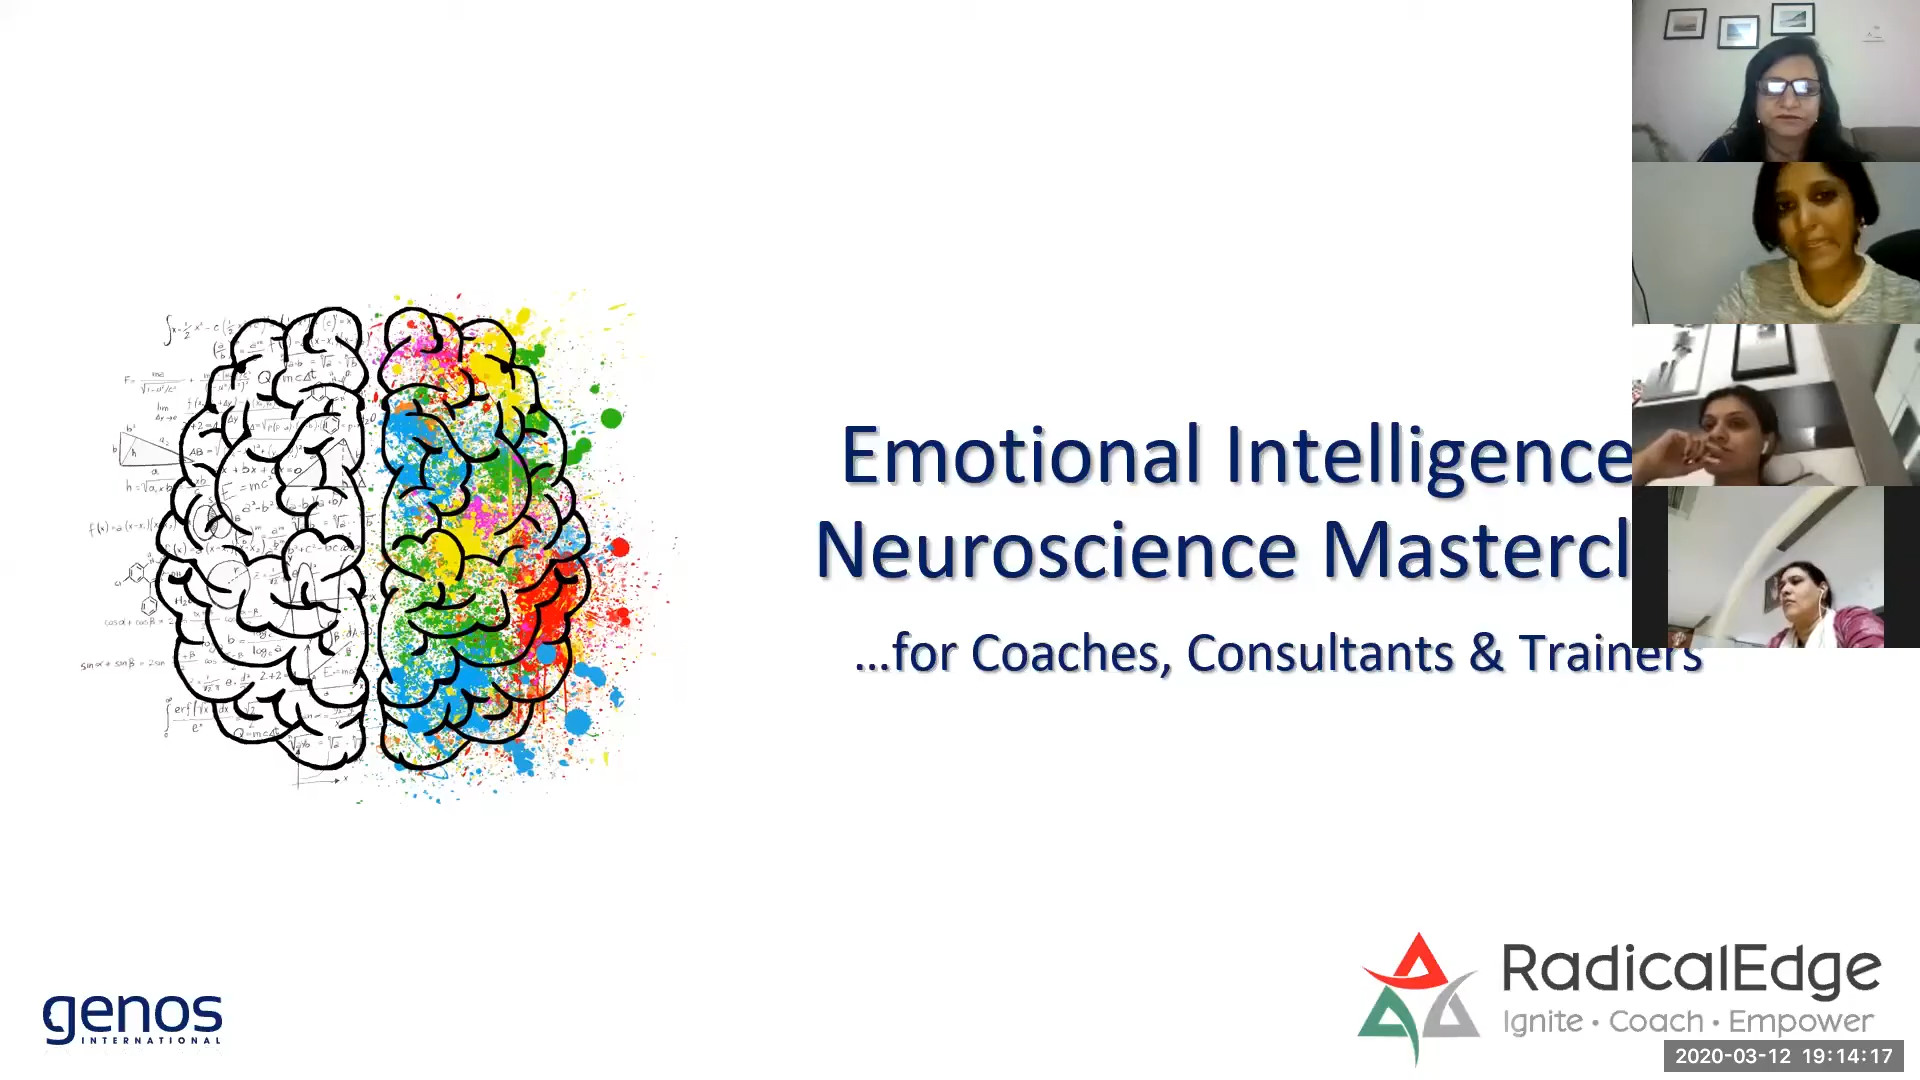 Emotional Intelligence
Neuroscience Mastercl
...for Coaches, Consultants & Trainers
genos
INTERNATIONAL
RadicalEdge
Ignite • Coach • Empower
2020-03-12 19:14:17